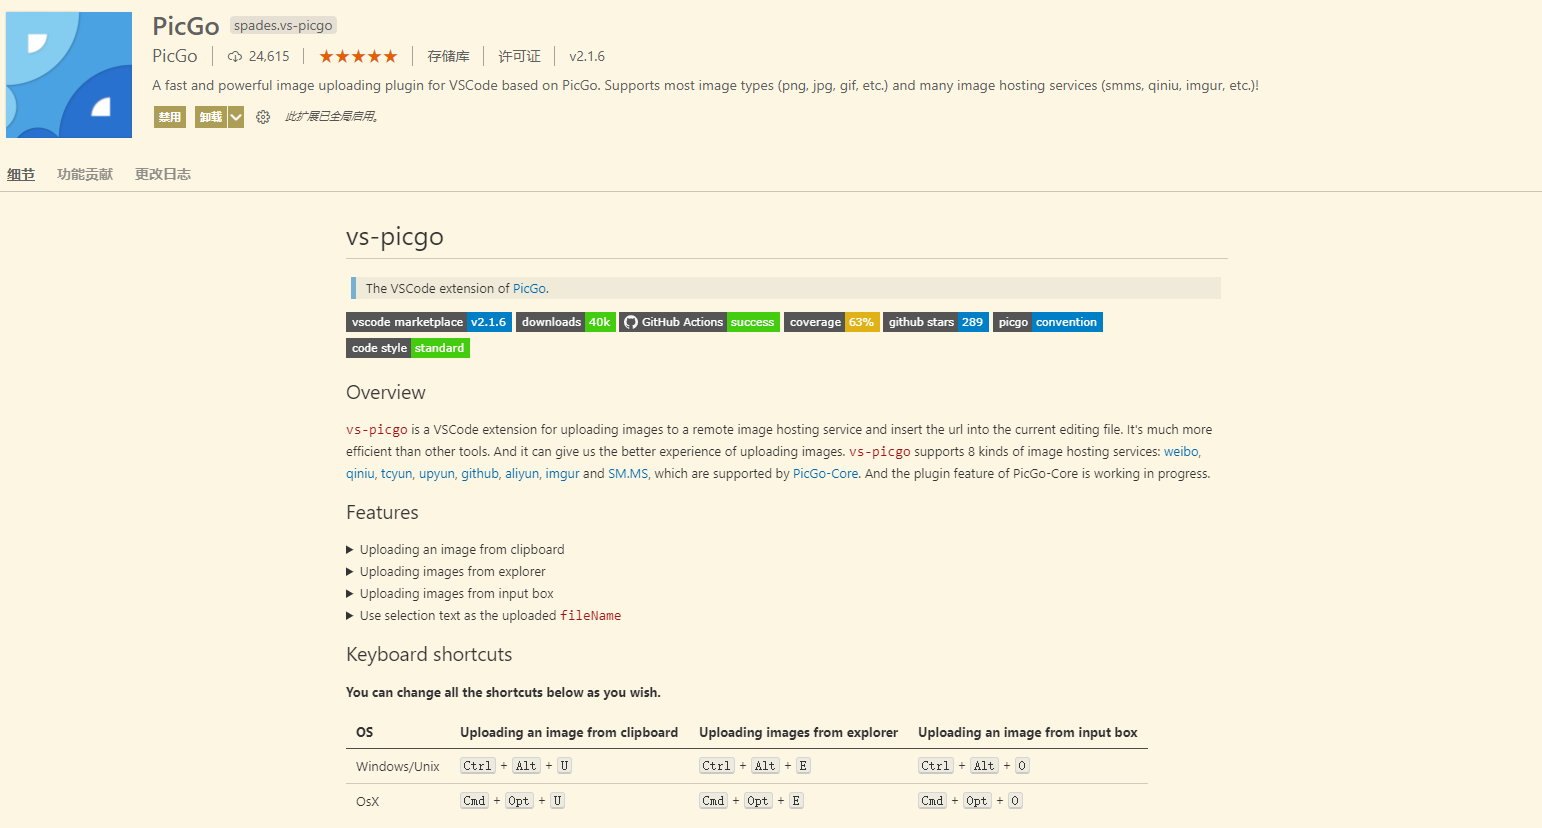 PicGo spades.vs-picgo
PicGo 24,615 存储库 许可证 v2.1.6
A fast and powerful image uploading plugin for VSCode based on PicGo. Supports most image types (png, jpg, gif, etc.) and many image hosting services (smms, qiniu, imgur, etc.)!
禁用 卸载 此扩展已全局启用。
细节 功能贡献 更改日志
vs-picgo
The VSCode extension of PicGo.
vscode marketplace v2.1.6 downloads 40k GitHub Actions success coverage 63% github stars 289 picgo convention
code style standard
Overview
vs-picgo is a VSCode extension for uploading images to a remote image hosting service and insert the url into the current editing file. It's much more
efficient than other tools. And it can give us the better experience of uploading images. vs-picgo supports 8 kinds of image hosting services: weibo,
qiniu, tcyun, upyun, github, aliyun, imgur and SM.MS, which are supported by PicGo-Core. And the plugin feature of PicGo-Core is working in progress.
Features
Uploading an image from clipboard
Uploading images from explorer
Uploading images from input box
Use selection text as the uploaded fileName
Keyboard shortcuts
You can change all the shortcuts below as you wish.
OS Uploading an image from clipboard Uploading images from explorer Uploading an image from input box
Windows/Unix Ctrl + Alt + U Ctrl + Alt + E Ctrl + Alt + O
OsX Cmd + Opt + U Cmd + Opt + E Cmd + Opt + O